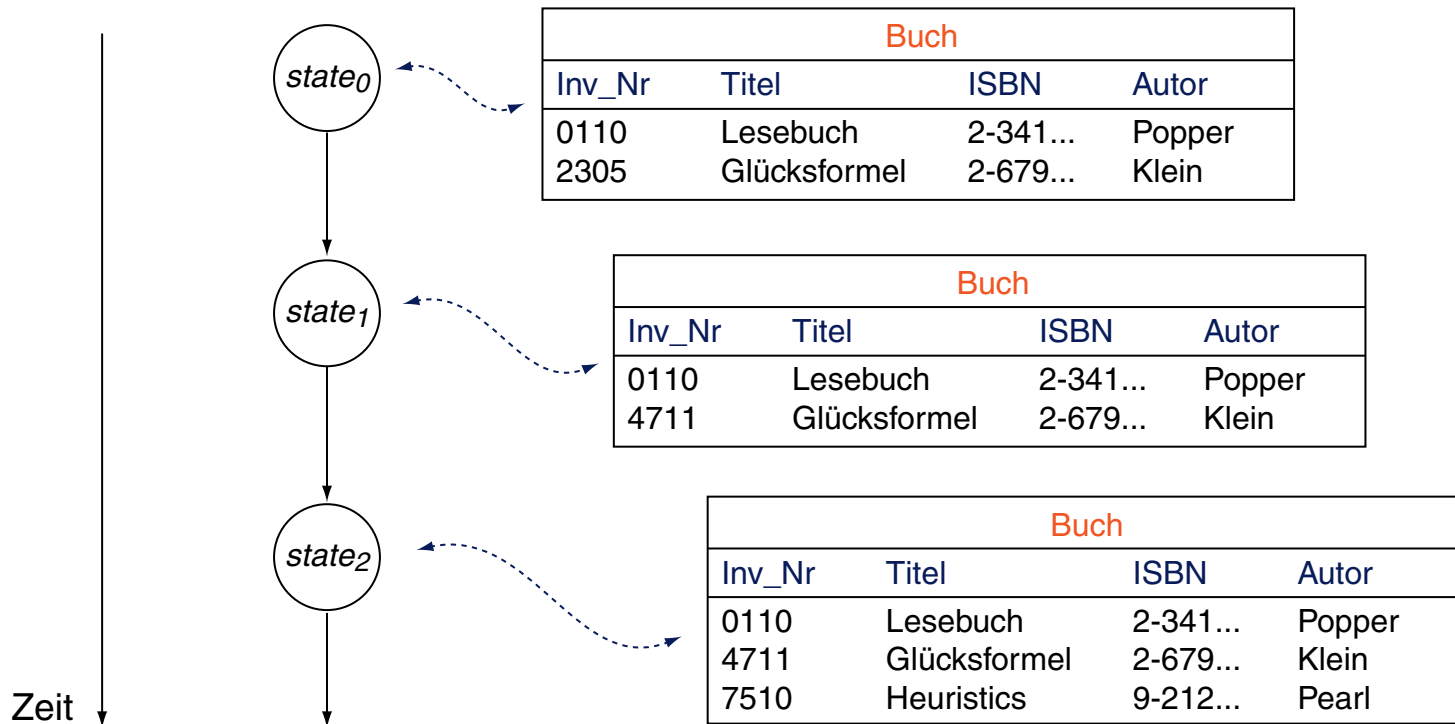 state0
Buch
Inv_Nr Titel ISBN Autor
0110 Lesebuch 2-341... Popper
2305 Glücksformel 2-679... Klein
state1
Buch
Inv_Nr Titel ISBN Autor
0110 Lesebuch 2-341... Popper
4711 Glücksformel 2-679... Klein
state2
Buch
Inv_Nr Titel ISBN Autor
0110 Lesebuch 2-341... Popper
4711 Glücksformel 2-679... Klein
7510 Heuristics 9-212... Pearl
Zeit